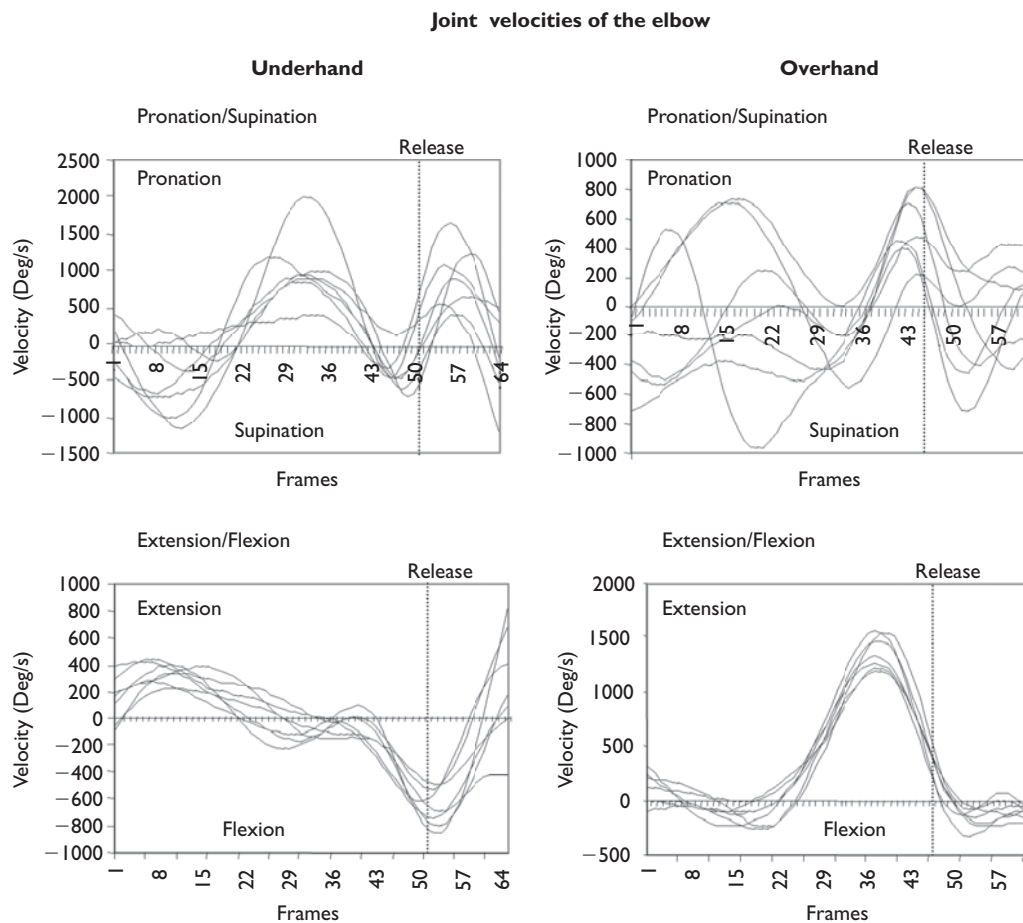 Joint velocities of the elbow
Underhand
Overhand
Pronation/Supination
Pronation/Supination
Release
Release
2500
2000
1500
1000
500
0
−500
−1000
−1500
Velocity (Deg/s)
Pronation
Supination
1 8 15 22 29 36 43 50 57 64
Frames
1000
800
600
400
200
0
−200
−400
−600
−800
−1000
Velocity (Deg/s)
Pronation
Supination
1 8 15 22 29 36 43 50 57
Frames
Extension/Flexion
Extension/Flexion
Release
Release
1000
800
600
400
200
0
−200
−400
−600
−800
−1000
Velocity (Deg/s)
Extension
Flexion
1 8 15 22 29 36 43 50 57 64
Frames
2000
1500
1000
500
0
−500
Velocity (Deg/s)
Extension
Flexion
1 8 15 22 29 36 43 50 57
Frames